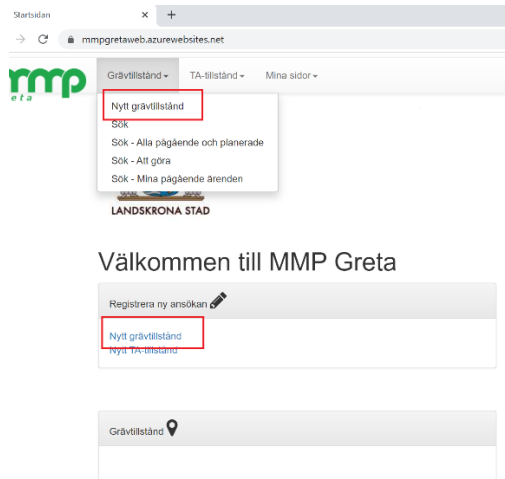 Startsidan
mmpgretaweb.azurewebsites.net
mmp
eta
Grävtillstånd TA-tillstånd Mina sidor
Nytt grävtillstånd
Sök
Sök - Alla pågående och planerade
Sök - Att göra
Sök - Mina pågående ärenden
LANDSKRONA STAD
Välkommen till MMP Greta
Registrera ny ansökan
Nytt grävtillstånd
Nytt TA-tillstånd
Grävtillstånd